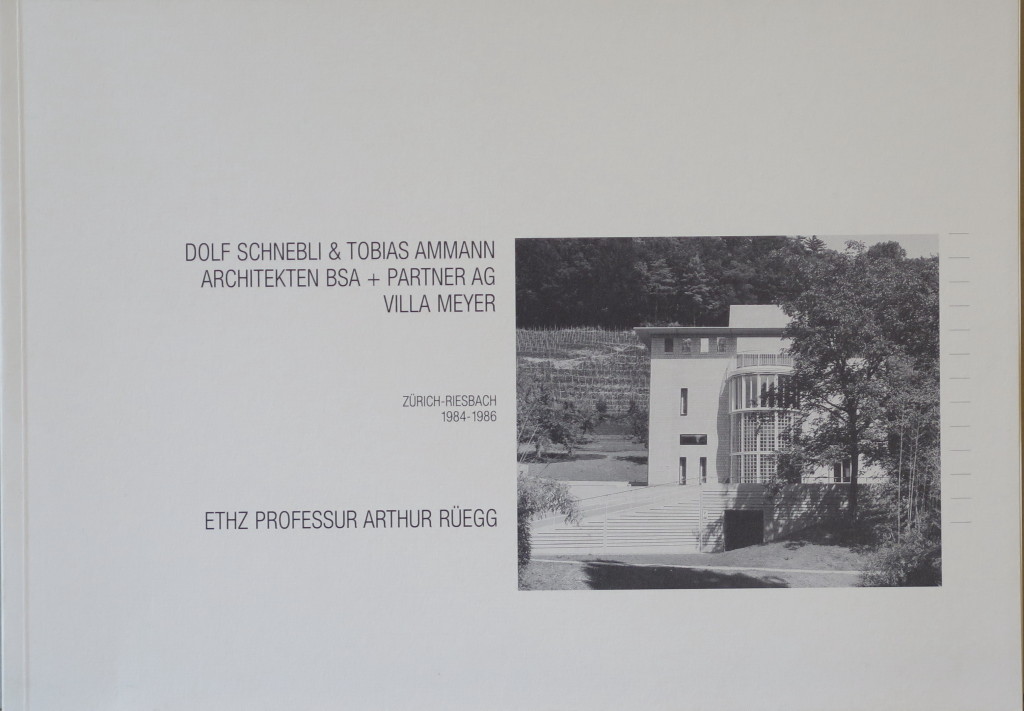 DOLF SCHNEBLI & TOBIAS AMMANN
ARCHITEKTEN BSA + PARTNER AG
VILLA MEYER
ZÜRICH-RIESBACH
1984-1986
ETHZ PROFESSUR ARTHUR RÜEGG